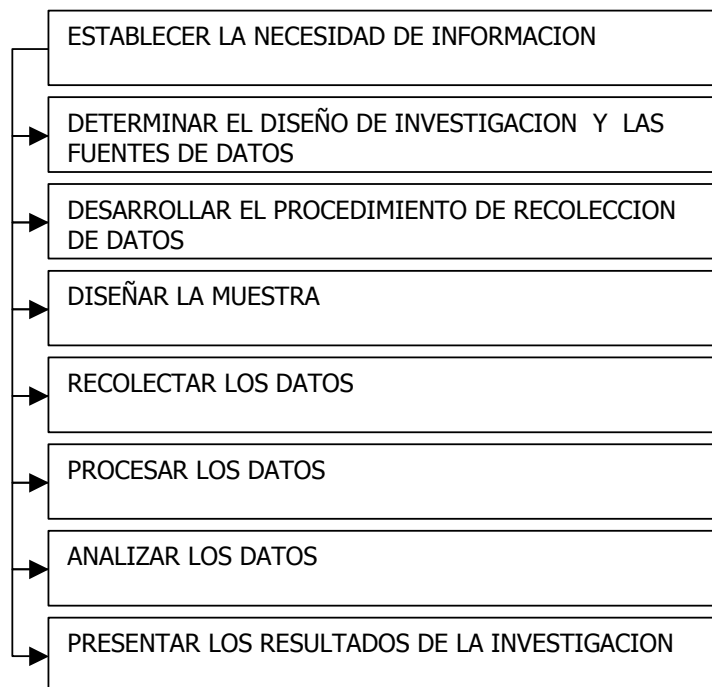 ESTABLECER LA NECESIDAD DE INFORMACION
DETERMINAR EL DISEÑO DE INVESTIGACION Y LAS
FUENTES DE DATOS
DESARROLLAR EL PROCEDIMIENTO DE RECOLECCION
DE DATOS
DISEÑAR LA MUESTRA
RECOLECTAR LOS DATOS
PROCESAR LOS DATOS
ANALIZAR LOS DATOS
PRESENTAR LOS RESULTADOS DE LA INVESTIGACION